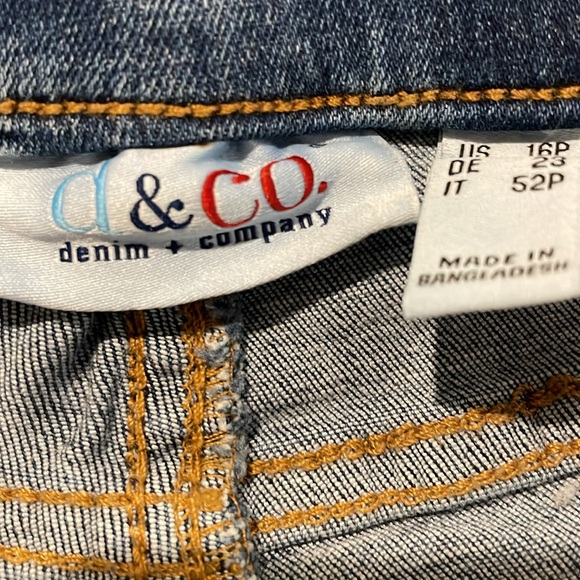 d & CO.
denim + company
US 16P
DE 23
IT 52P
MADE IN
BANGLADESH